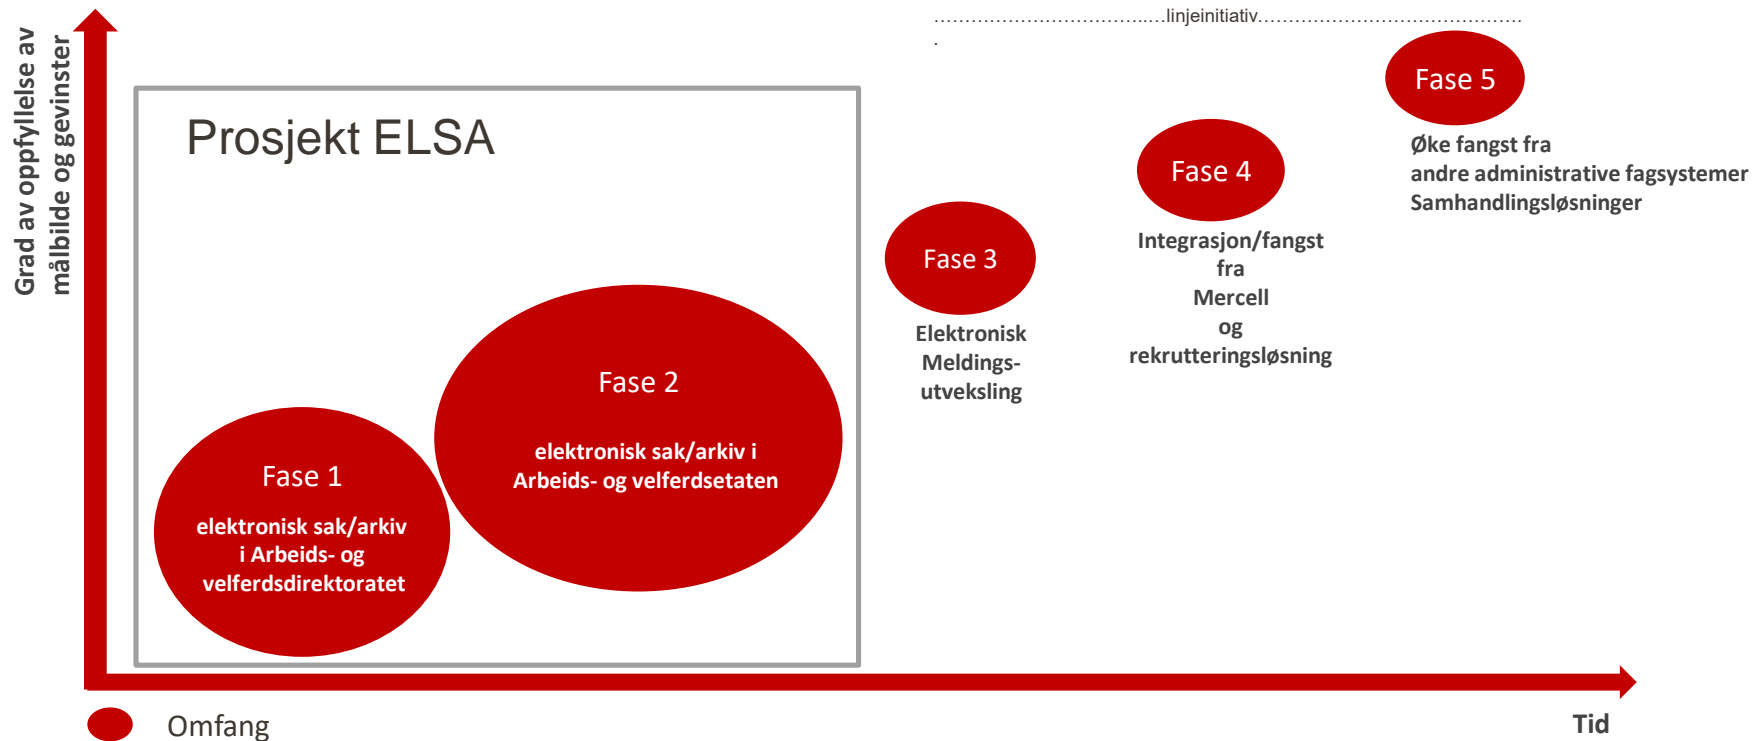 Grad av oppfyllelse av
målbilde og gevinster
……………………………..…linjeinitiativ…………………………………………….
.
Prosjekt ELSA
Fase 1
elektronisk sak/arkiv
i Arbeids- og
velferdsdirektoratet
Fase 2
elektronisk sak/arkiv i
Arbeids- og velferdsetaten
Fase 3
Elektronisk
Meldings-
utveksling
Fase 4
Integrasjon/fangst
fra
Mercell
og
rekrutteringsløsning
Fase 5
Øke fangst fra
andre administrative fagsystemer
Samhandlingsløsninger
Omfang
Tid